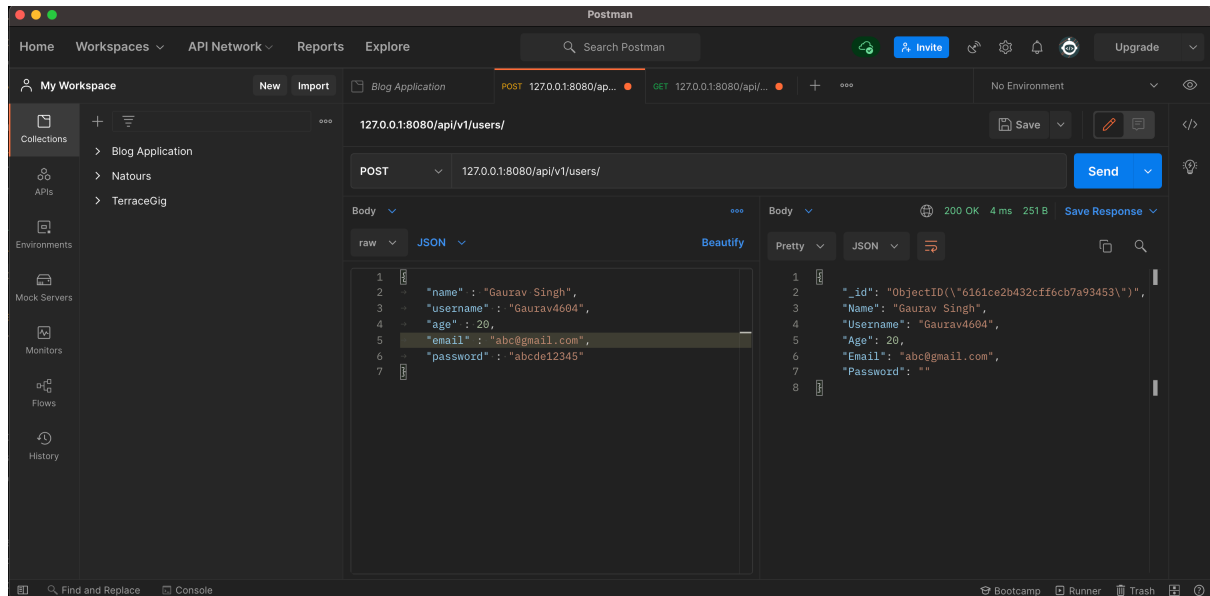 Postman
Home Workspaces API Network Reports Explore Search Postman Invite Upgrade
My Workspace New Import Blog Application POST 127.0.0.1:8080/ap... GET 127.0.0.1:8080/api/... No Environment
Collections
APIs
Environments
Mock Servers
Monitors
Flows
History
Blog Application
Natours
TerraceGig
127.0.0.1:8080/api/v1/users/ Save
POST 127.0.0.1:8080/api/v1/users/ Send
Body
raw JSON Beautify
1 {
2 "name" : "Gaurav Singh",
3 "username" : "Gaurav4604",
4 "age" : 20,
5 "email" : "abc@gmail.com",
6 "password" : "abcde12345"
7 }
Body 200 OK 4 ms 251 B Save Response
Pretty JSON
1 {
2 "_id": "ObjectID(\"6161ce2b432cff6cb7a93453\")",
3 "Name": "Gaurav Singh",
4 "Username": "Gaurav4604",
5 "Age": 20,
6 "Email": "abc@gmail.com",
7 "Password": ""
8 }
Find and Replace Console Bootcamp Runner Trash